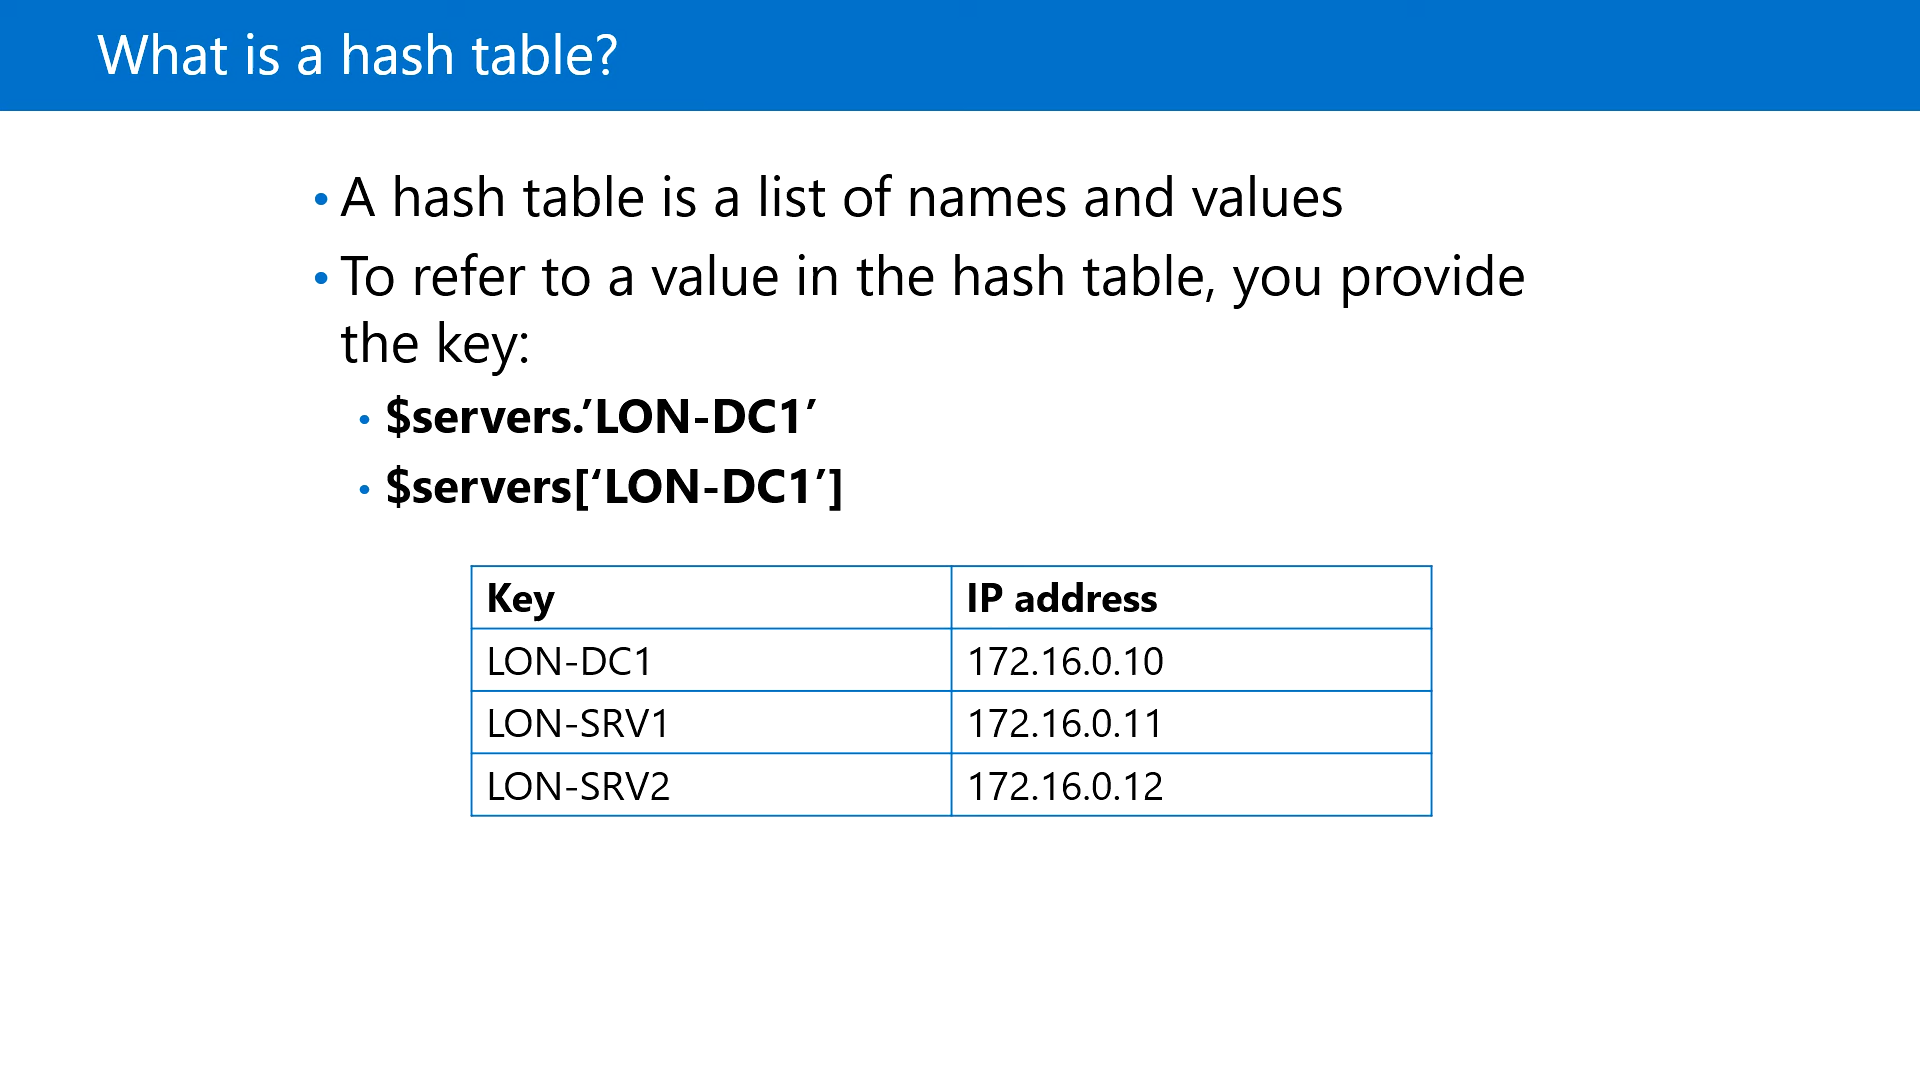 What is a hash table?
• A hash table is a list of names and values
• To refer to a value in the hash table, you provide
the key:
• $servers.’LON-DC1’
• $servers[‘LON-DC1’]
Key IP address
LON-DC1 172.16.0.10
LON-SRV1 172.16.0.11
LON-SRV2 172.16.0.12